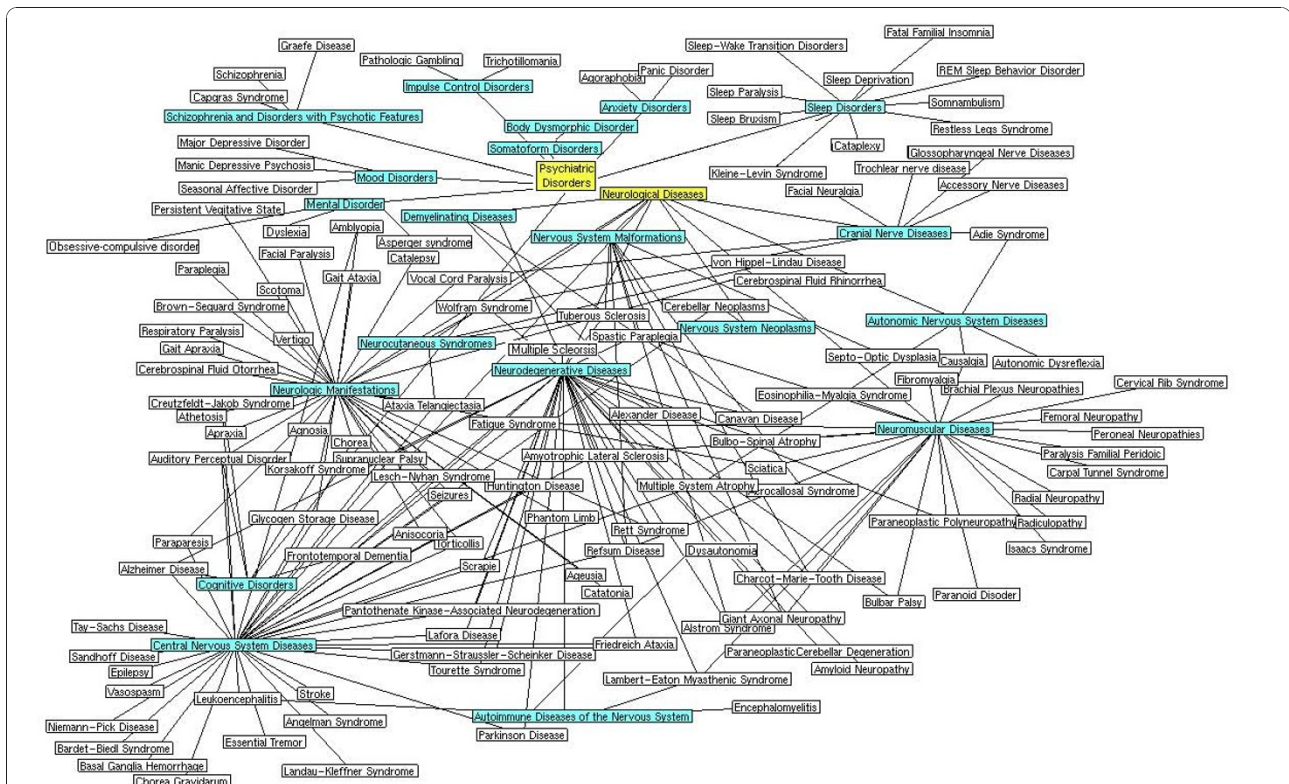 Fatal Familial Insomnia
Graefe Disease
Sleep-Wake Transition Disorders
Pathologic Gambling
Trichotillomania
Schizophrenia
Agoraphobia
Panic Disorder
Sleep Deprivation
REM Sleep Behavior Disorder
Impulse Control Disorders
Sleep Paralysis
Capgras Syndrome
Anxiety Disorders
Sleep Disorders
Somnambulism
Schizophrenia and Disorders with Psychotic Features
Sleep Bruxism
Body Dysmorphic Disorder
Restless Legs Syndrome
Major Depressive Disorder
Somatoform Disorders
Cataplexy
Glossopharyngeal Nerve Diseases
Manic Depressive Psychosis
Psychiatric
Disorders
Mood Disorders
Kleine-Levin Syndrome
Trochlear nerve disease
Seasonal Affective Disorder
Neurological Diseases
Facial Neuralgia
Accessory Nerve Diseases
Mental Disorder
Persistent Vegitative State
Demyelinating Diseases
Dyslexia
Amblyopia
Nervous System Malformations
Cranial Nerve Diseases
Adie Syndrome
Obsessive-compulsive disorder
Asperger syndrome
Facial Paralysis
Catalepsy
von Hippel-Lindau Disease
Paraplegia
Gait Ataxia
Vocal Cord Paralysis
Cerebrospinal Fluid Rhinorrhea
Scotoma
Brown-Sequard Syndrome
Wolfram Syndrome
Cerebellar Neoplasms
Tuberous Sclerosis
Autonomic Nervous System Diseases
Respiratory Paralysis
Vertigo
Nervous System Neoplasms
Spastic Paraplegia
Gait Apraxia
Neurocutaneous Syndromes
Multiple Scleorsis
Septo-Optic Dysplasia
Causalgia
Autonomic Dysreflexia
Cerebrospinal Fluid Otorrhea
Neurodegenerative Diseases
Fibromyalgia
Cervical Rib Syndrome
Neurologic Manifestations
Brachial Plexus Neuropathies
Eosinophilia-Myalgia Syndrome
Creutzfeldt-Jakob Syndrome
Ataxia Telangiectasia
Athetosis
Alexander Disease
Canavan Disease
Femoral Neuropathy
Fatigue Syndrome
Apraxia
Agnosia
Neuromuscular Diseases
Peroneal Neuropathies
Chorea
Bulbo-Spinal Atrophy
Auditory Perceptual Disorder
Supranuclear Palsy
Amyotrophic Lateral Sclerosis
Paralysis Familial Peridoic
Korsakoff Syndrome
Sciatica
Carpal Tunnel Syndrome
Lesch-Nyhan Syndrome
Huntington Disease
Multiple System Atrophy
Acrocallosal Syndrome
Seizures
Radial Neuropathy
Glycogen Storage Disease
Phantom Limb
Paraneoplastic Polyneuropathy
Radiculopathy
Anisocoria
Rett Syndrome
Paraparesis
Torticollis
Isaacs Syndrome
Frontotemporal Dementia
Refsum Disease
Dysautonomia
Alzheimer Disease
Scrapie
Ageusia
Charcot-Marie-Tooth Disease
Cognitive Disorders
Catatonia
Paranoid Disoder
Bulbar Palsy
Pantothenate Kinase-Associated Neurodegeneration
Giant Axonal Neuropathy
Tay-Sachs Disease
Lafora Disease
Alstrom Syndrome
Central Nervous System Diseases
Friedreich Ataxia
Sandhoff Disease
Gerstmann-Straussler-Scheinker Disease
Paraneoplastic Cerebellar Degeneration
Epilepsy
Tourette Syndrome
Amyloid Neuropathy
Lambert-Eaton Myasthenic Syndrome
Vasospasm
Stroke
Leukoencephalitis
Encephalomyelitis
Autoimmune Diseases of the Nervous System
Niemann-Pick Disease
Angelman Syndrome
Parkinson Disease
Essential Tremor
Bardet-Biedl Syndrome
Basal Ganglia Hemorrhage
Landau-Kleffner Syndrome
Chorea Gravidarum